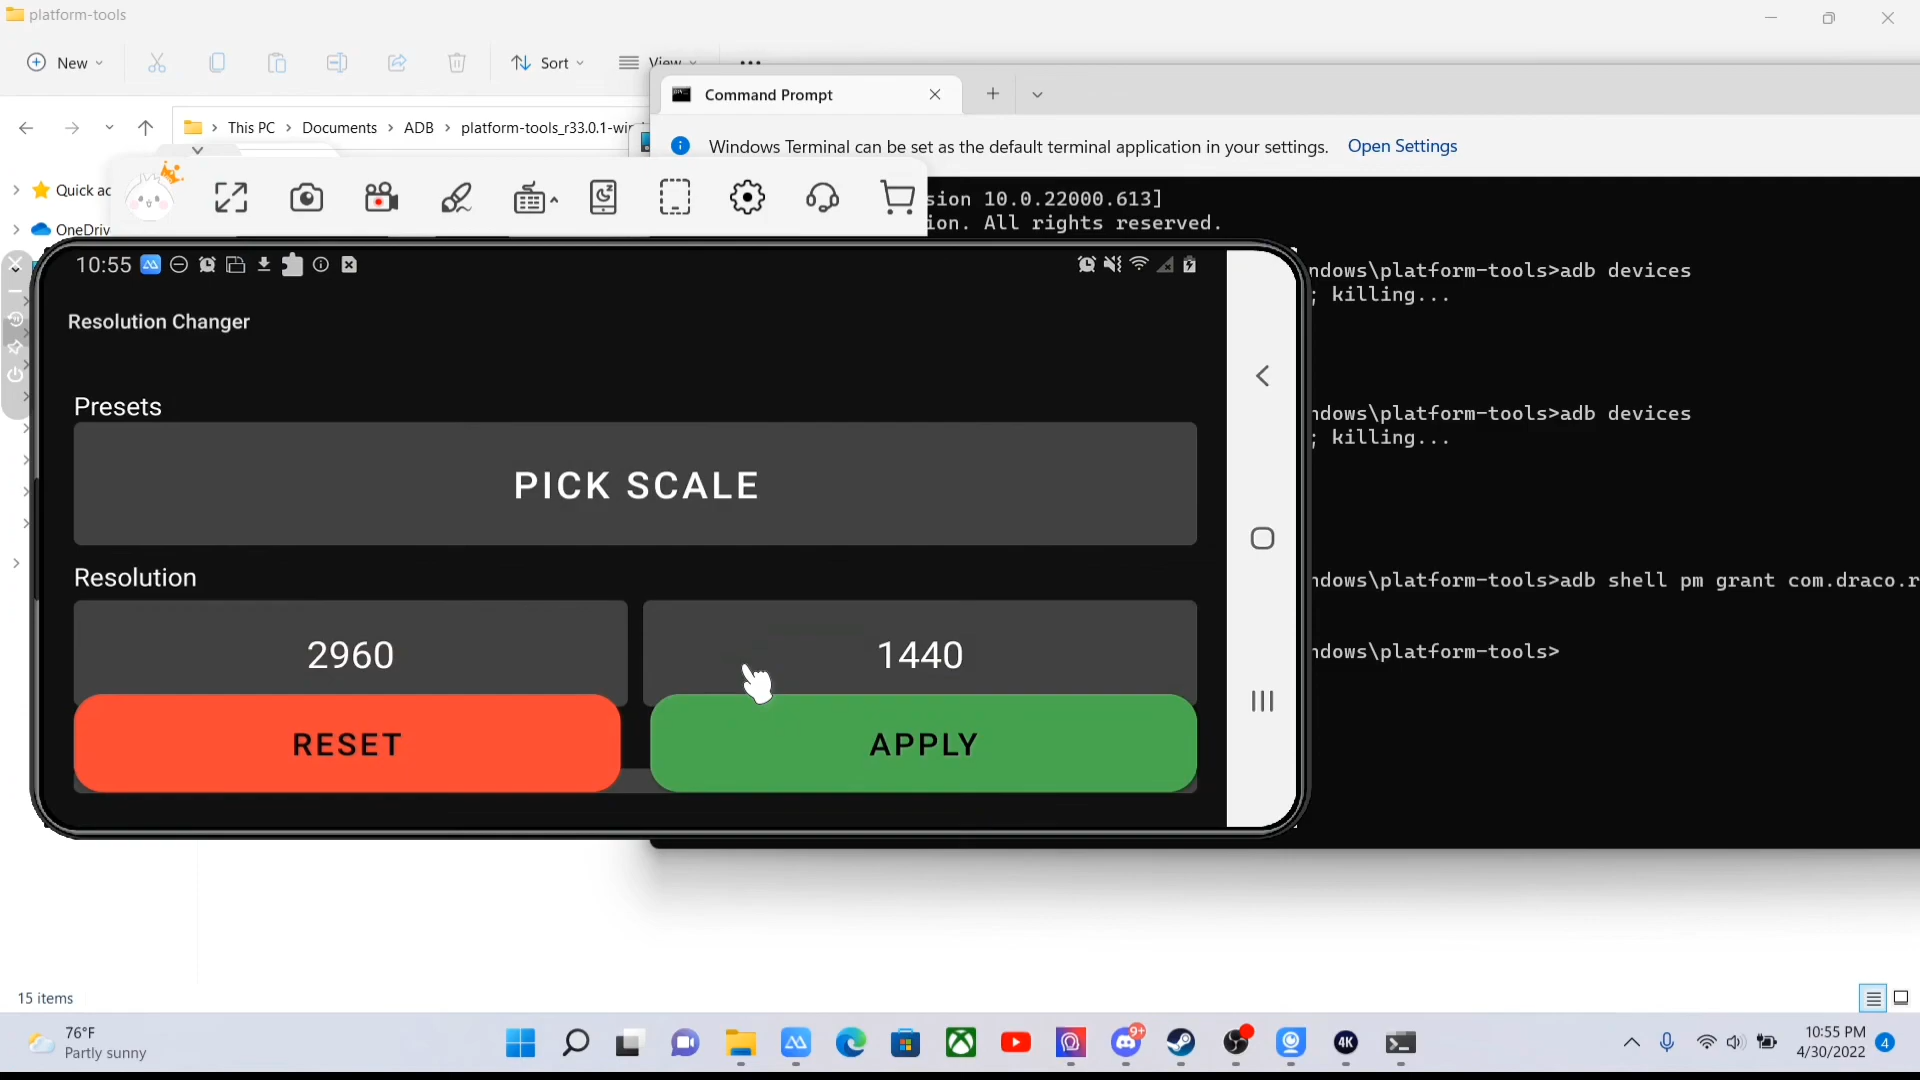 platform-tools
New
Sort
View
Command Prompt
This PC > Documents > ADB > platform-tools_r33.0.1-wi
Windows Terminal can be set as the default terminal application in your settings. Open Settings
Quick ac
OneDriv
sion 10.0.22000.613]
ion. All rights reserved.
10:55
Resolution Changer
ndows\platform-tools>adb devices
; killing...
Presets
PICK SCALE
ndows\platform-tools>adb devices
; killing...
Resolution
ndows\platform-tools>adb shell pm grant com.draco.r
2960
1440
ndows\platform-tools>
RESET
APPLY
15 items
76°F
Partly sunny
9+
4K
10:55 PM
4/30/2022
4